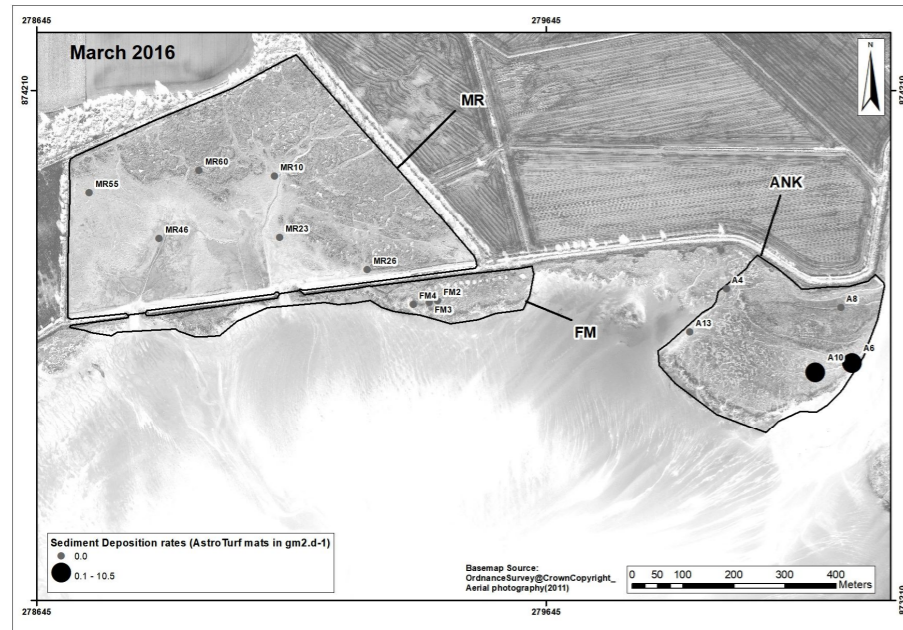 278645
279645
March 2016
N
874210
874210
MR
MR60
MR10
MR55
ANK
MR46
MR23
MR26
A4
FM4
FM2
FM3
A8
FM
A13
A10
A6
Sediment Deposition rates (AstroTurf mats in gm2.d-1)
0.0
0.1 - 10.5
Basemap Source:
OrdnanceSurvey@CrownCopyright_
Aerial photography(2011)
0 50 100 200 300 400
Meters
873210
278645
279645